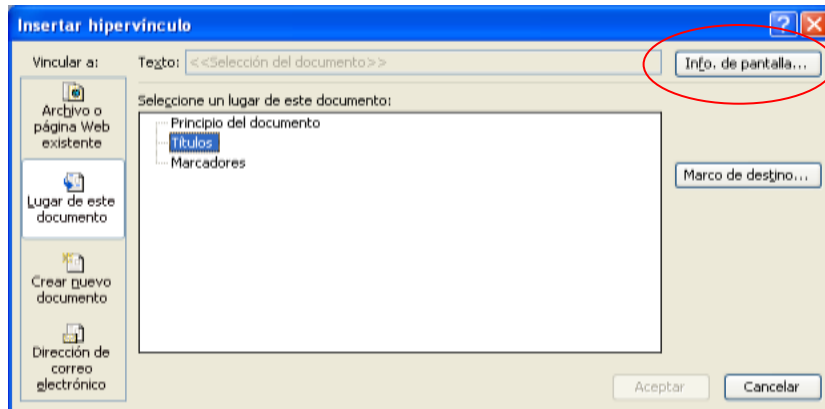 Insertar hipervínculo
Vincular a:
Texto: <<Selección del documento>>
Info. de pantalla...
Archivo o
página Web
existente
Lugar de este
documento
Crear nuevo
documento
Dirección de
correo
electrónico
Seleccione un lugar de este documento:
Principio del documento
Títulos
Marcadores
Marco de destino...
Aceptar
Cancelar